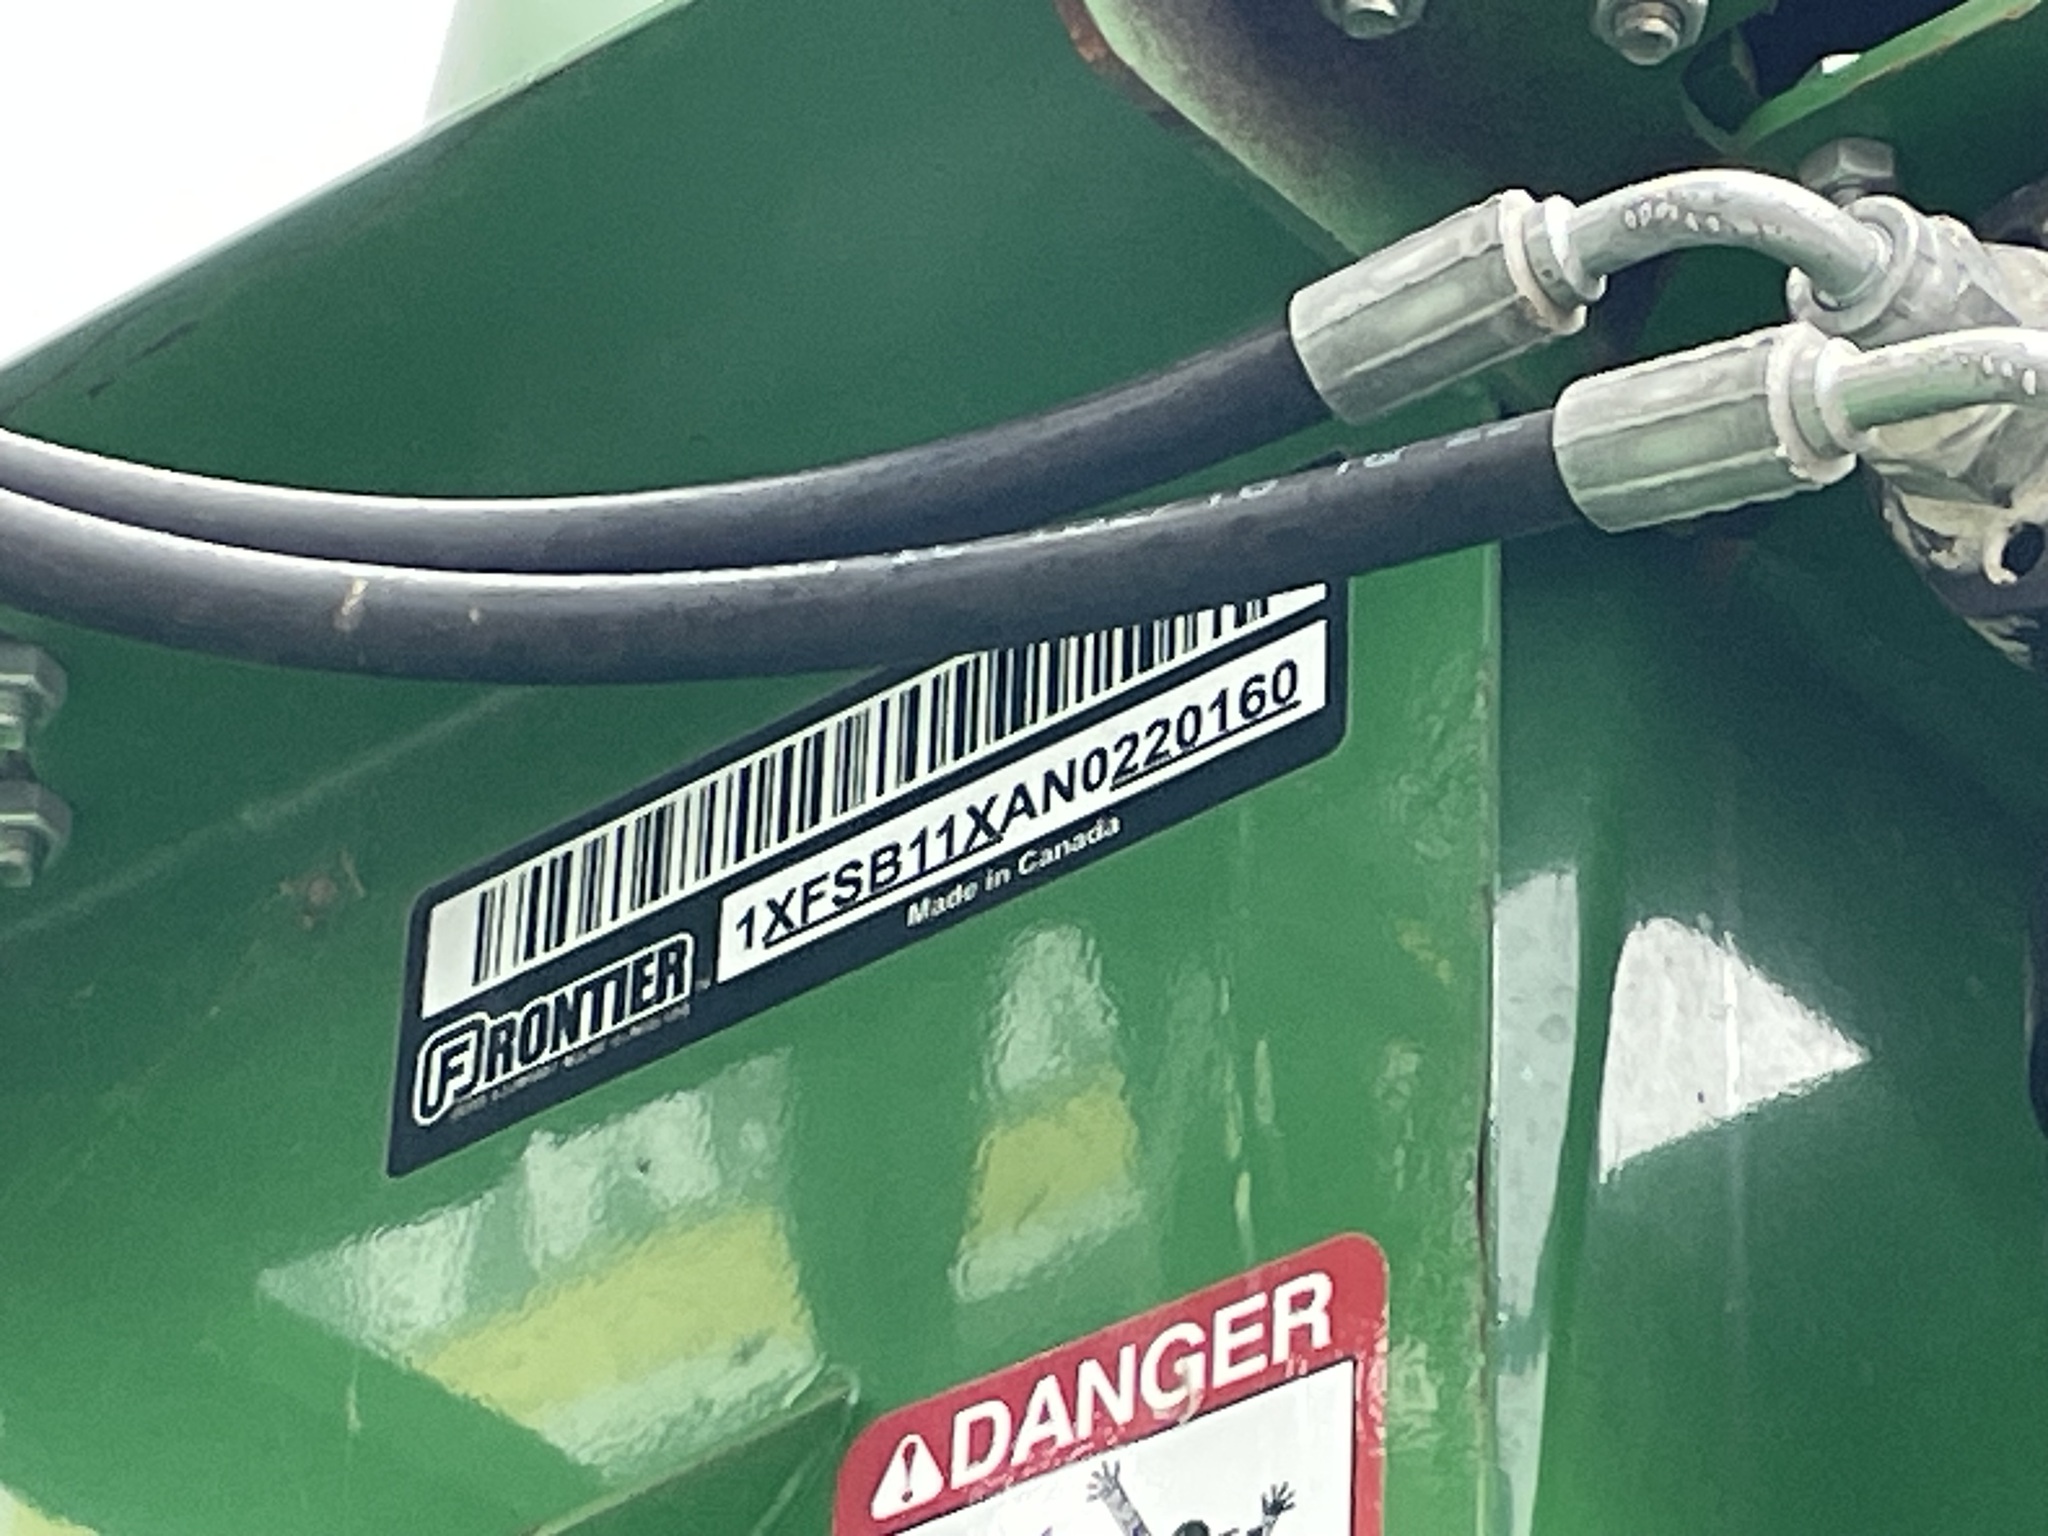 1XFSB11XAN0220160
Made in Canada
FRONTIER
DANGER